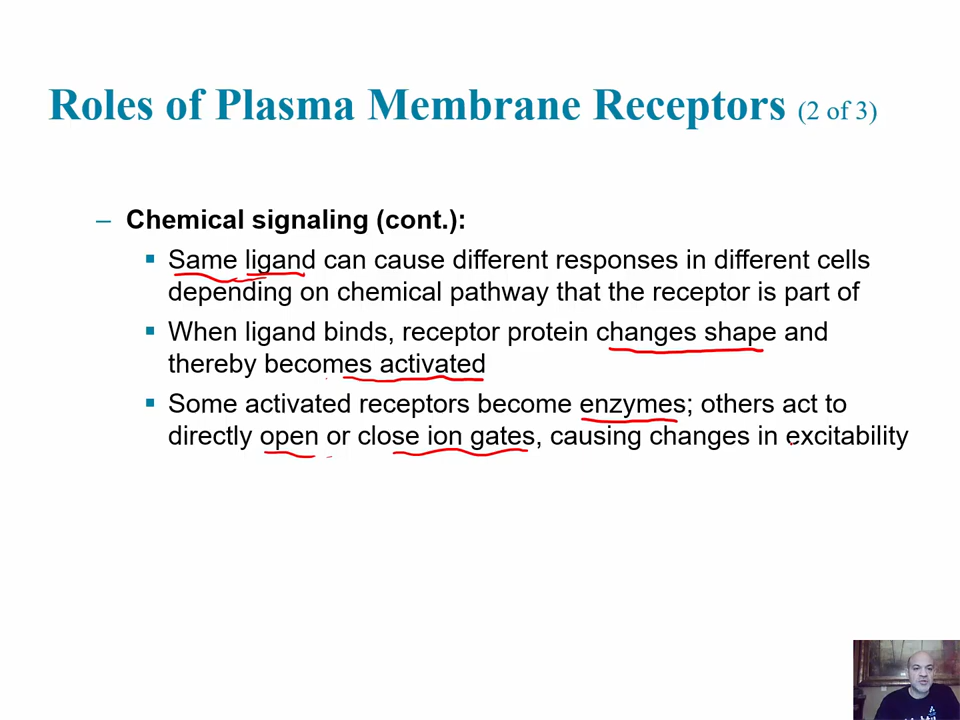 Roles of Plasma Membrane Receptors (2 of 3)
– Chemical signaling (cont.):
▪ Same ligand can cause different responses in different cells
depending on chemical pathway that the receptor is part of
▪ When ligand binds, receptor protein changes shape and
thereby becomes activated
▪ Some activated receptors become enzymes; others act to
directly open or close ion gates, causing changes in excitability